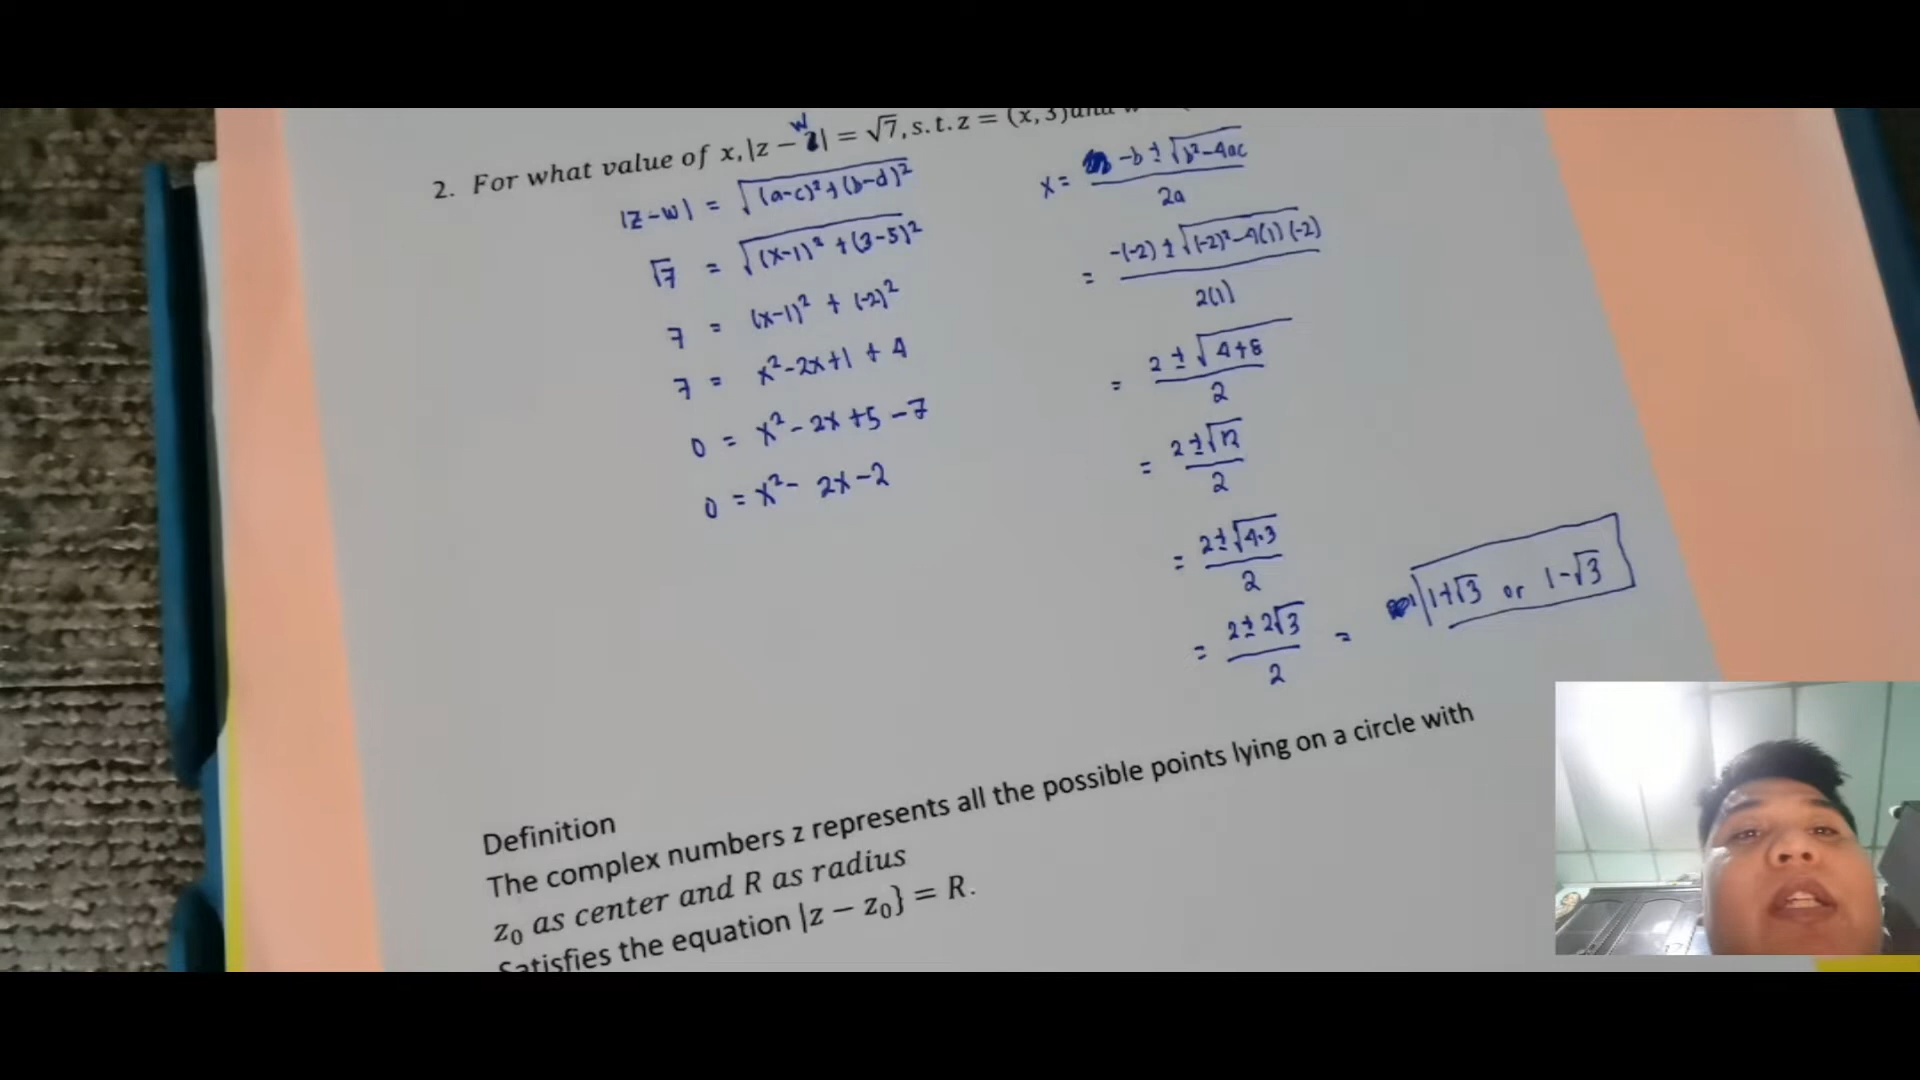 2. For what value of x, |z − w| = √7, s.t. z = (x, 3) and w
|z-w| = √(a-c)²+(b-d)²
√7 = √(x-1)²+(3-5)²
7 = (x-1)² + (-2)²
7 = x²-2x+1 + 4
0 = x²-2x+5-7
0 = x²- 2x-2
x = -b ± √b²-4ac
2a
= -(-2) ± √(-2)²-4(1)(-2)
2(1)
= 2 ± √4+8
2
= 2±√12
2
= 2±√4·3
2
= 2±2√3
2
= 1+√3 or 1-√3
Definition
The complex numbers z represents all the possible points lying on a circle with
z₀ as center and R as radius
Satisfies the equation |z − z₀} = R.